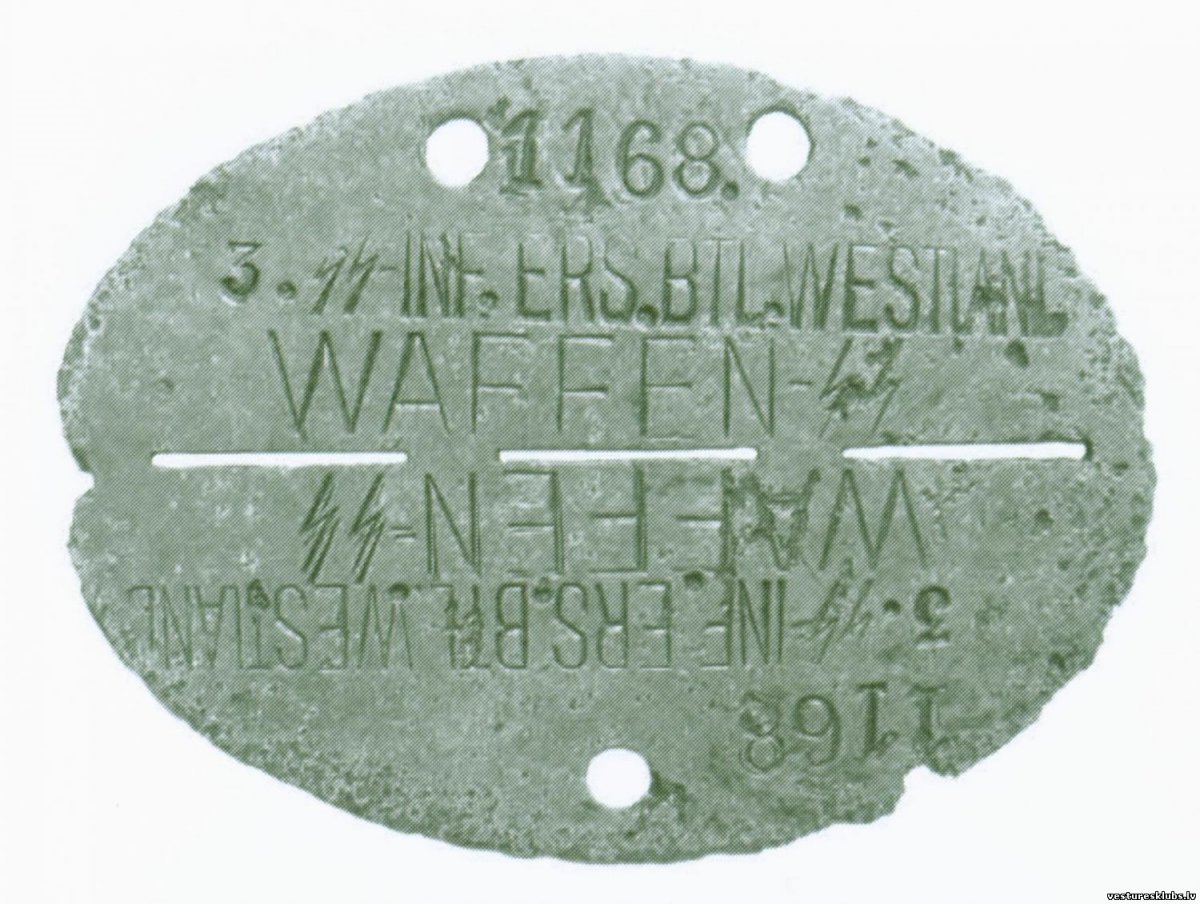 1168.
3. ᛋᛋ-INF.ERS.BTL.WESTLAND
WAFFEN-ᛋᛋ
WAFFEN-ᛋᛋ
3. ᛋᛋ-INF.ERS.BTL.WESTLAND
1168
vesturesklubs.lv